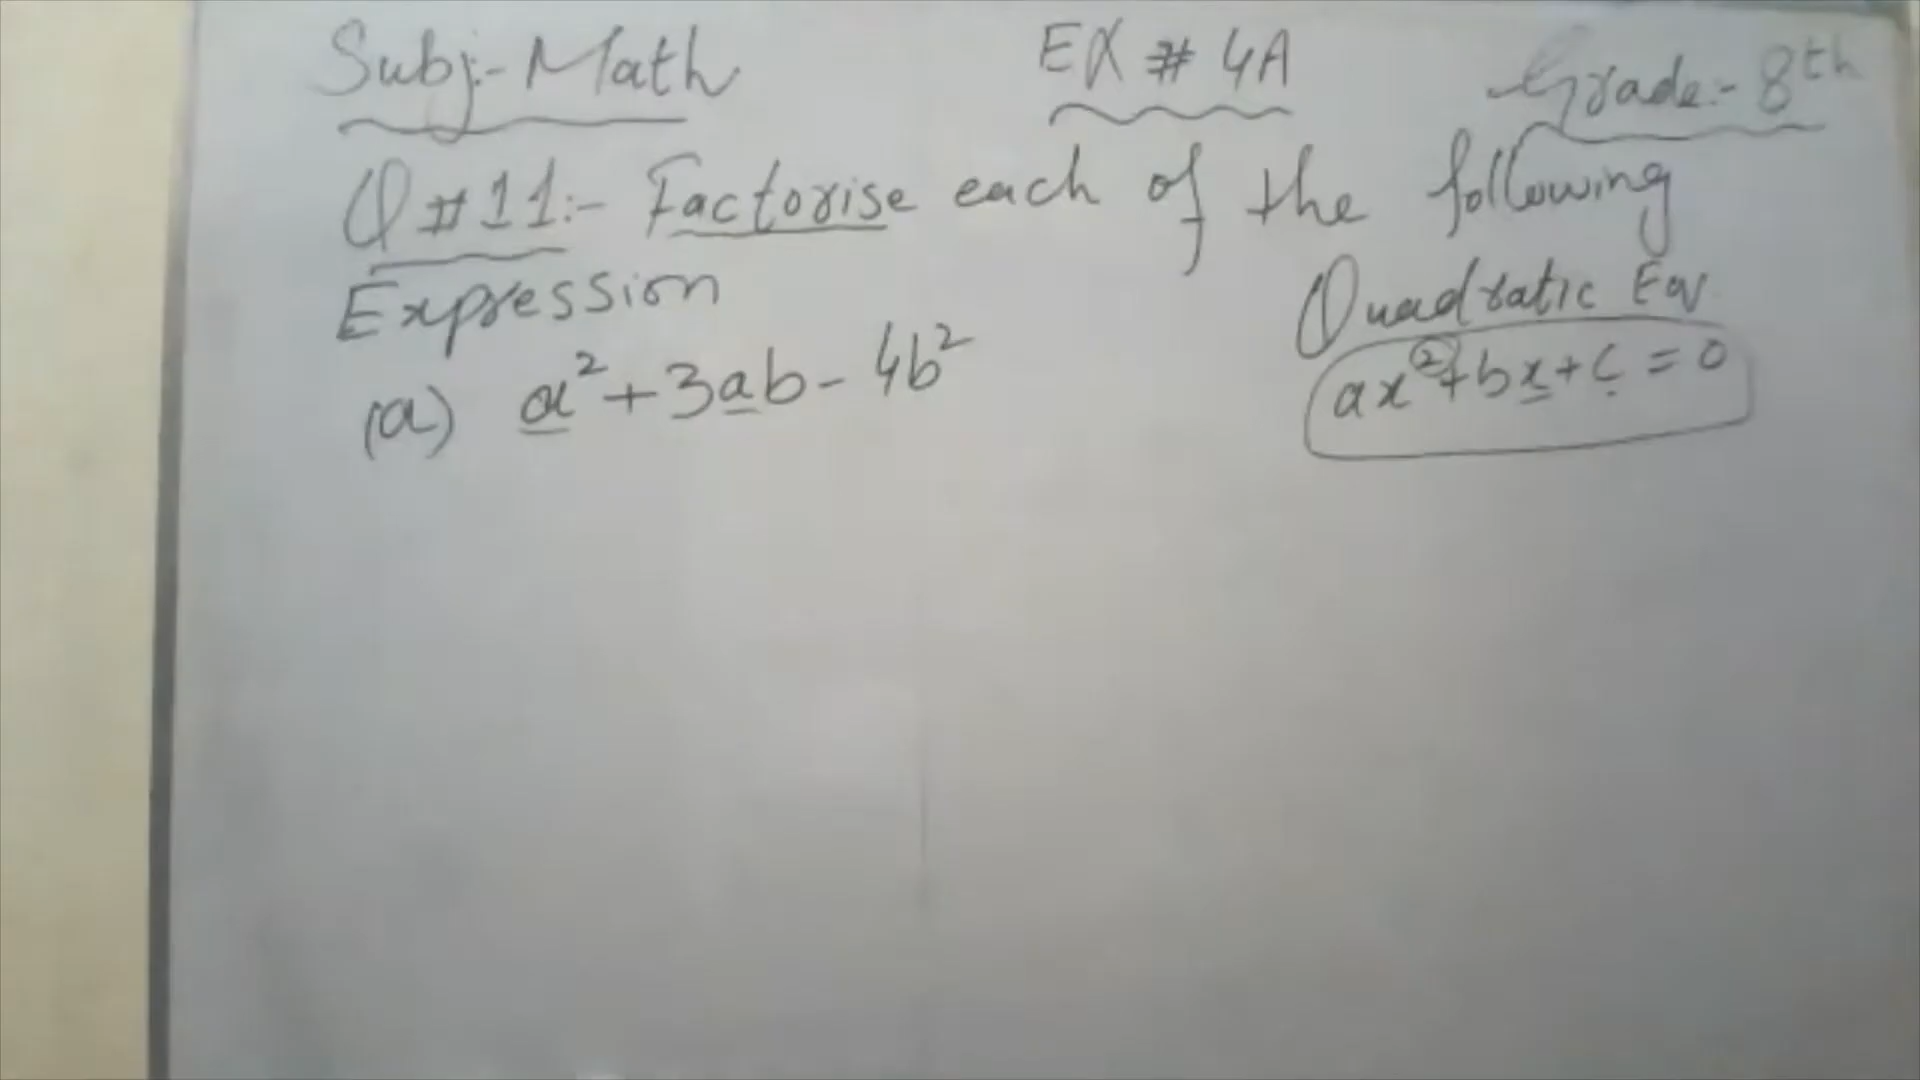 Subj:- Math EX # 4A Grade:- 8th
Q # 11:- Factorise each of the following
Expression
Quadratic Eq.
(a) a² + 3ab - 4b²
ax² + bx + c = 0